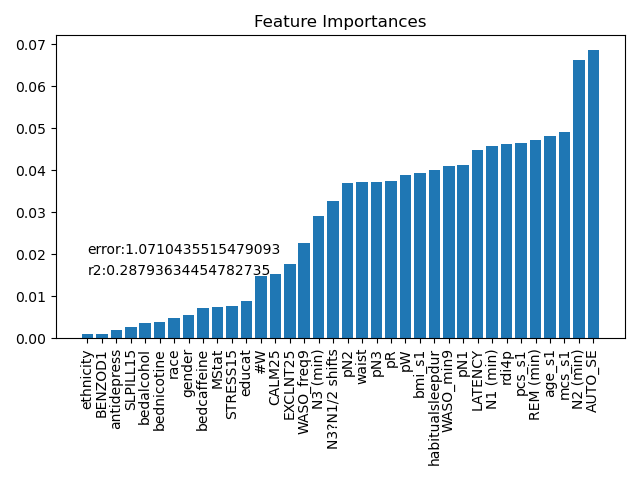 Feature Importances
0.07
0.06
0.05
0.04
0.03
0.02
0.01
0.00
error:1.0710435515479093
r2:0.28793634454782735
ethnicity
BENZOD1
antidepress
SLPILL15
bedalcohol
bednicotine
race
gender
bedcaffeine
MStat
STRESS15
educat
#W
CALM25
EXCLNT25
WASO_freq9
N3 (min)
N3?N1/2 shifts
pN2
waist
pN3
pR
pW
bmi_s1
habitualsleepdur
WASO_min9
pN1
LATENCY
N1 (min)
rdi4p
pcs_s1
REM (min)
age_s1
mcs_s1
N2 (min)
AUTO_SE